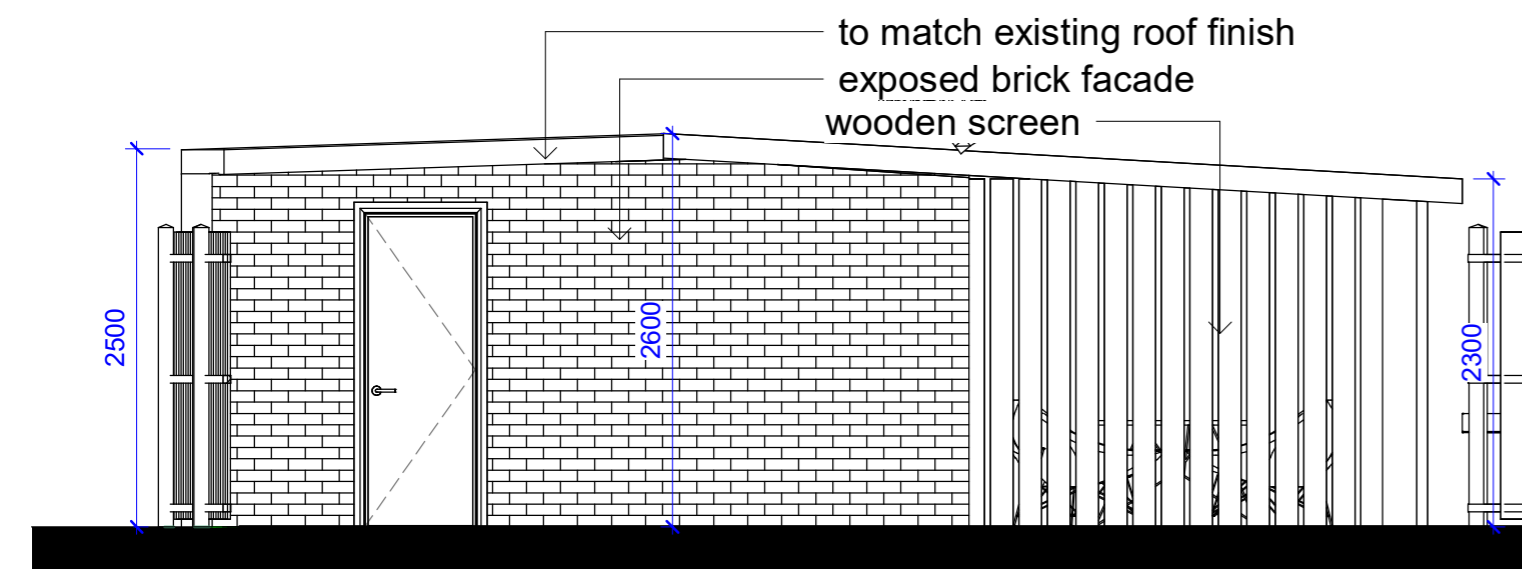 to match existing roof finish
exposed brick facade
wooden screen
2500
2600
2300